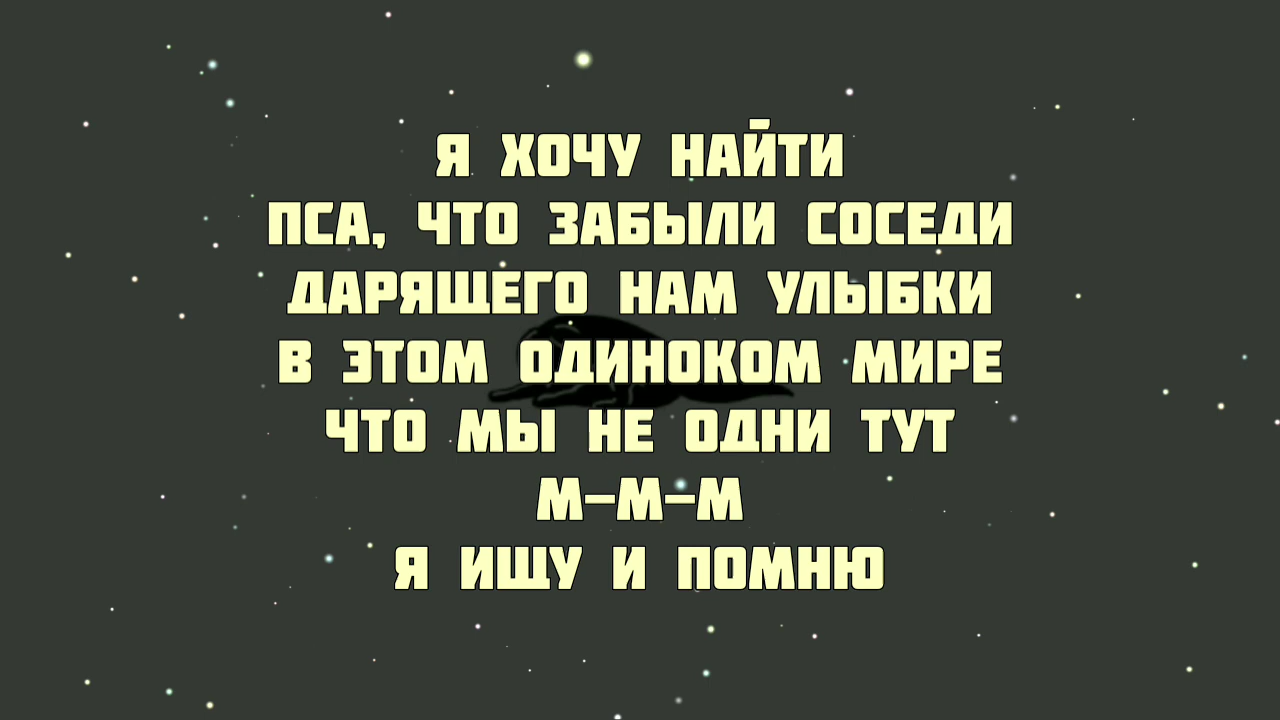 Я ХОЧУ НАЙТИ
ПСА, ЧТО ЗАБЫЛИ СОСЕДИ
ДАРЯЩЕГО НАМ УЛЫБКИ
В ЭТОМ ОДИНОКОМ МИРЕ
ЧТО МЫ НЕ ОДНИ ТУТ
М-М-М
Я ИЩУ И ПОМНЮ